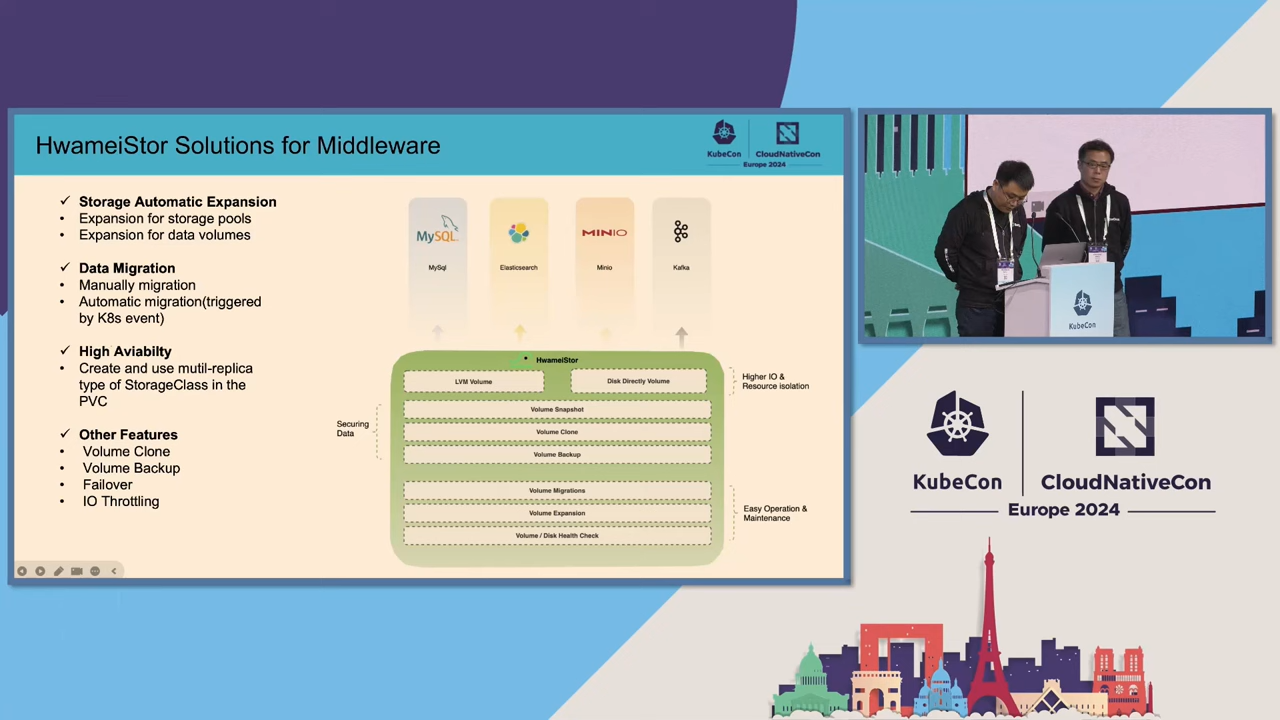 HwameiStor Solutions for Middleware
KubeCon
CloudNativeCon
Europe 2024
✓ Storage Automatic Expansion
• Expansion for storage pools
• Expansion for data volumes
✓ Data Migration
• Manually migration
• Automatic migration(triggered
by K8s event)
✓ High Aviabilty
• Create and use mutil-replica
type of StorageClass in the
PVC
✓ Other Features
• Volume Clone
• Volume Backup
• Failover
• IO Throttling
MySQL
MINIO
MySql
Elasticsearch
Minio
Kafka
HwameiStor
LVM Volume
Disk Directly Volume
Volume Snapshot
Volume Clone
Volume Backup
Volume Migrations
Volume Expansion
Volume / Disk Health Check
Securing
Data
Higher IO &
Resource isolation
Easy Operation &
Maintenance
KubeCon
KubeCon
CloudNativeCon
Europe 2024